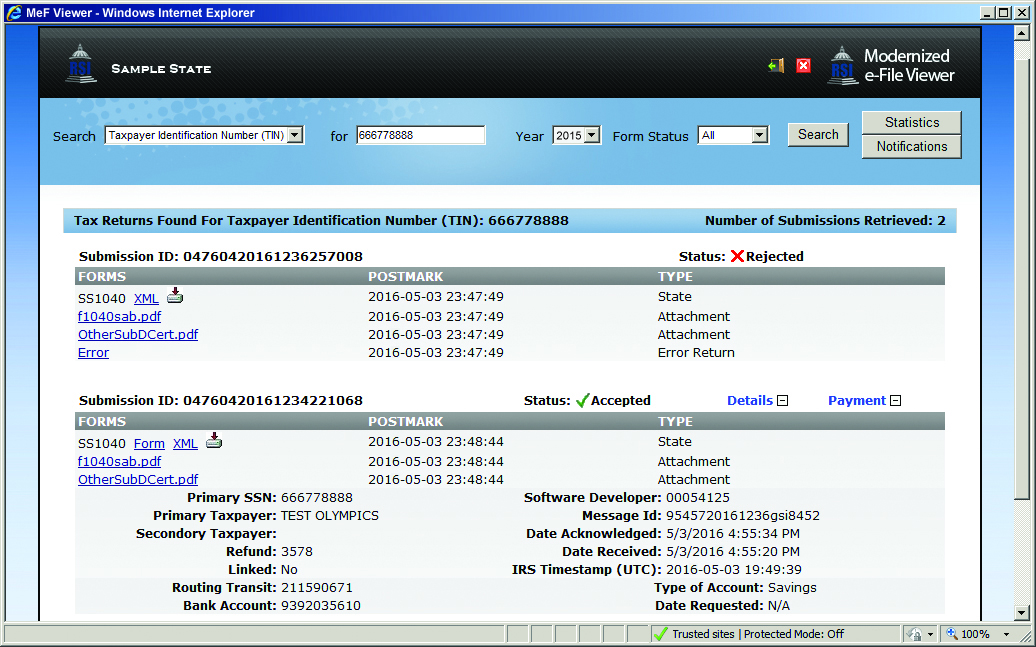 MeF Viewer - Windows Internet Explorer
RSI SAMPLE STATE RSI Modernized
e-File Viewer
Search Taxpayer Identification Number (TIN) for 666778888 Year 2015 Form Status All Search Statistics
Notifications
Tax Returns Found For Taxpayer Identification Number (TIN): 666778888 Number of Submissions Retrieved: 2
Submission ID: 04760420161236257008 Status: Rejected
FORMS POSTMARK TYPE
SS1040 XML 2016-05-03 23:47:49 State
f1040sab.pdf 2016-05-03 23:47:49 Attachment
OtherSubDCert.pdf 2016-05-03 23:47:49 Attachment
Error 2016-05-03 23:47:49 Error Return
Submission ID: 04760420161234221068 Status: Accepted Details Payment
FORMS POSTMARK TYPE
SS1040 Form XML 2016-05-03 23:48:44 State
f1040sab.pdf 2016-05-03 23:48:44 Attachment
OtherSubDCert.pdf 2016-05-03 23:48:44 Attachment
Primary SSN: 666778888 Software Developer: 00054125
Primary Taxpayer: TEST OLYMPICS Message Id: 9545720161236gsi8452
Secondory Taxpayer: Date Acknowledged: 5/3/2016 4:55:34 PM
Refund: 3578 Date Received: 5/3/2016 4:55:20 PM
Linked: No IRS Timestamp (UTC): 2016-05-03 19:49:39
Routing Transit: 211590671 Type of Account: Savings
Bank Account: 9392035610 Date Requested: N/A
Trusted sites | Protected Mode: Off 100%